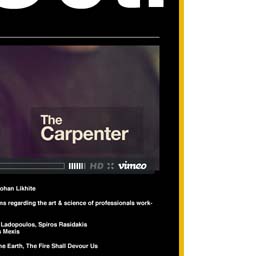 The
Carpenter
HD
vimeo
ohan Likhite
ns regarding the art & science of professionals work-
Ladopoulos, Spiros Rasidakis
Mexis
he Earth, The Fire Shall Devour Us